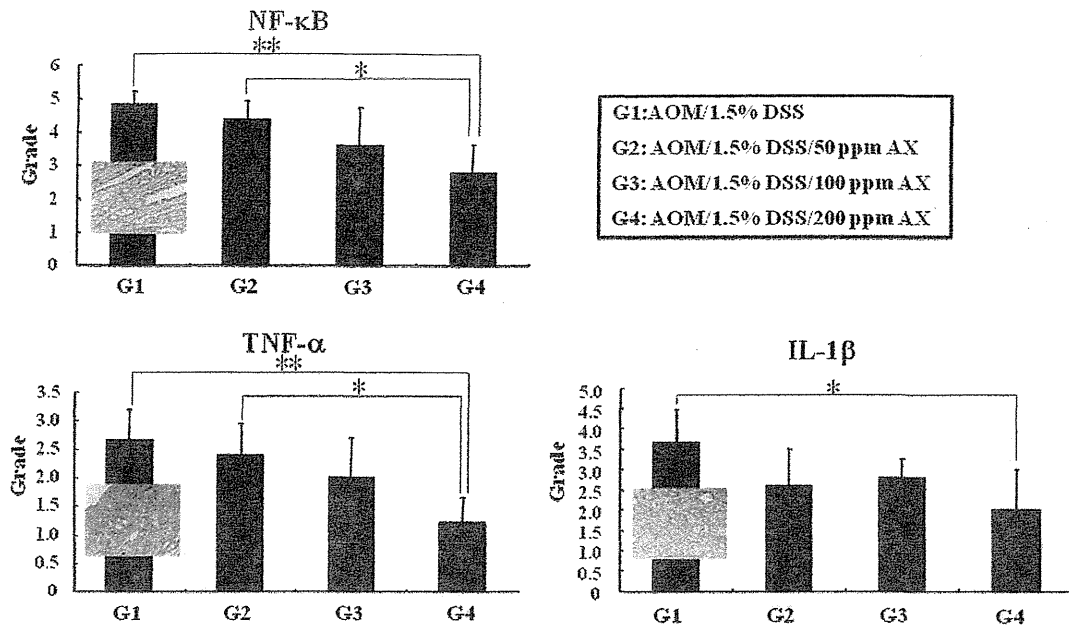 NF-κB
**
*
6
5
4
3
2
1
0
Grade
G1 G2 G3 G4
G1:AOM/1.5% DSS
G2: AOM/1.5% DSS/50 ppm AX
G3: AOM/1.5% DSS/100 ppm AX
G4: AOM/1.5% DSS/200 ppm AX
TNF-α
**
*
3.5
3.0
2.5
2.0
1.5
1.0
0.5
0.0
Grade
G1 G2 G3 G4
IL-1β
*
5.0
4.5
4.0
3.5
3.0
2.5
2.0
1.5
1.0
0.5
0
Grade
G1 G2 G3 G4